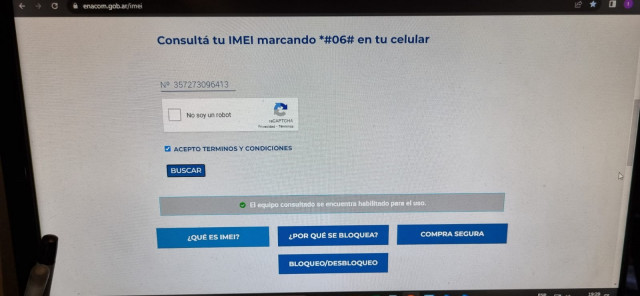 enacom.gob.ar/imei
Consultá tu IMEI marcando *#06# en tu celular
Nº 357273096413
No soy un robot
reCAPTCHA
Privacidad - Términos
ACEPTO TERMINOS Y CONDICIONES
BUSCAR
El equipo consultado se encuentra habilitado para el uso.
¿QUÉ ES IMEI?
¿POR QUÉ SE BLOQUEA?
COMPRA SEGURA
BLOQUEO/DESBLOQUEO